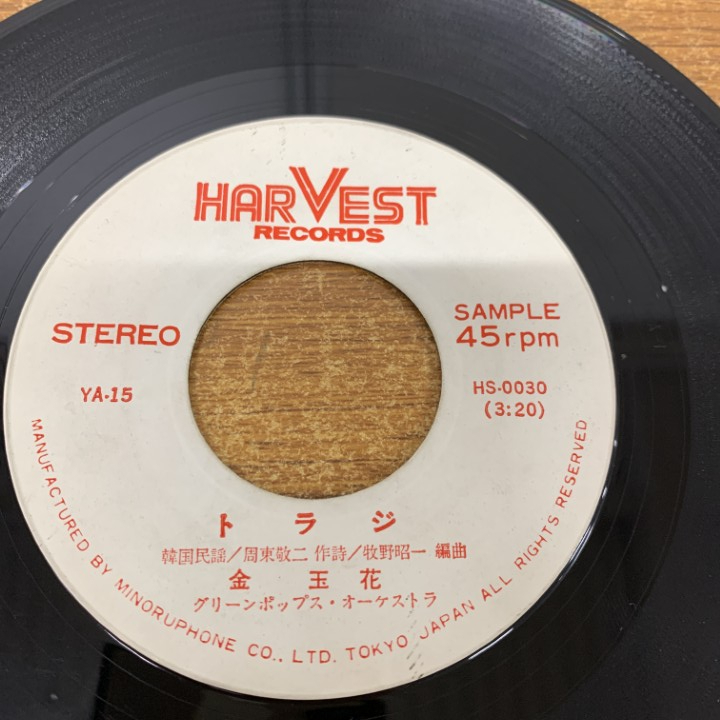 HARVEST
RECORDS
STEREO
SAMPLE
45rpm
YA-15
HS-0030
(3:20)
トラジ
韓国民謡/周東敬二 作詩/牧野昭一 編曲
金玉花
グリーンポップス・オーケストラ
MANUFACTURED BY MINORUPHONE CO., LTD. TOKYO JAPAN ALL RIGHTS RESERVED